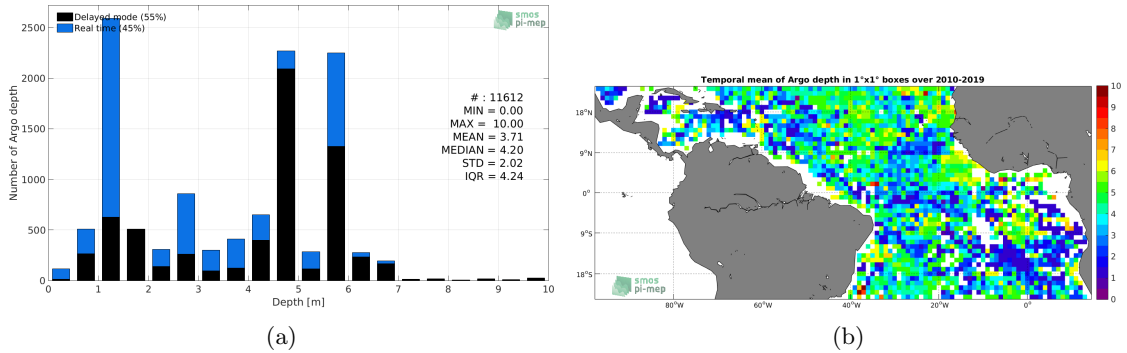 Delayed mode (55%)
Real time (45%)
smos
pi-mep
2500
2000
1500
1000
500
0
Number of Argo depth
# : 11612
MIN = 0.00
MAX = 10.00
MEAN = 3.71
MEDIAN = 4.20
STD = 2.02
IQR = 4.24
0 1 2 3 4 5 6 7 8 9 10
Depth [m]
(a)
Temporal mean of Argo depth in 1°x1° boxes over 2010-2019
18°N
9°N
0°
9°S
18°S
80°W 60°W 40°W 20°W 0°
10
9
8
7
6
5
4
3
2
1
0
smos
pi-mep
(b)